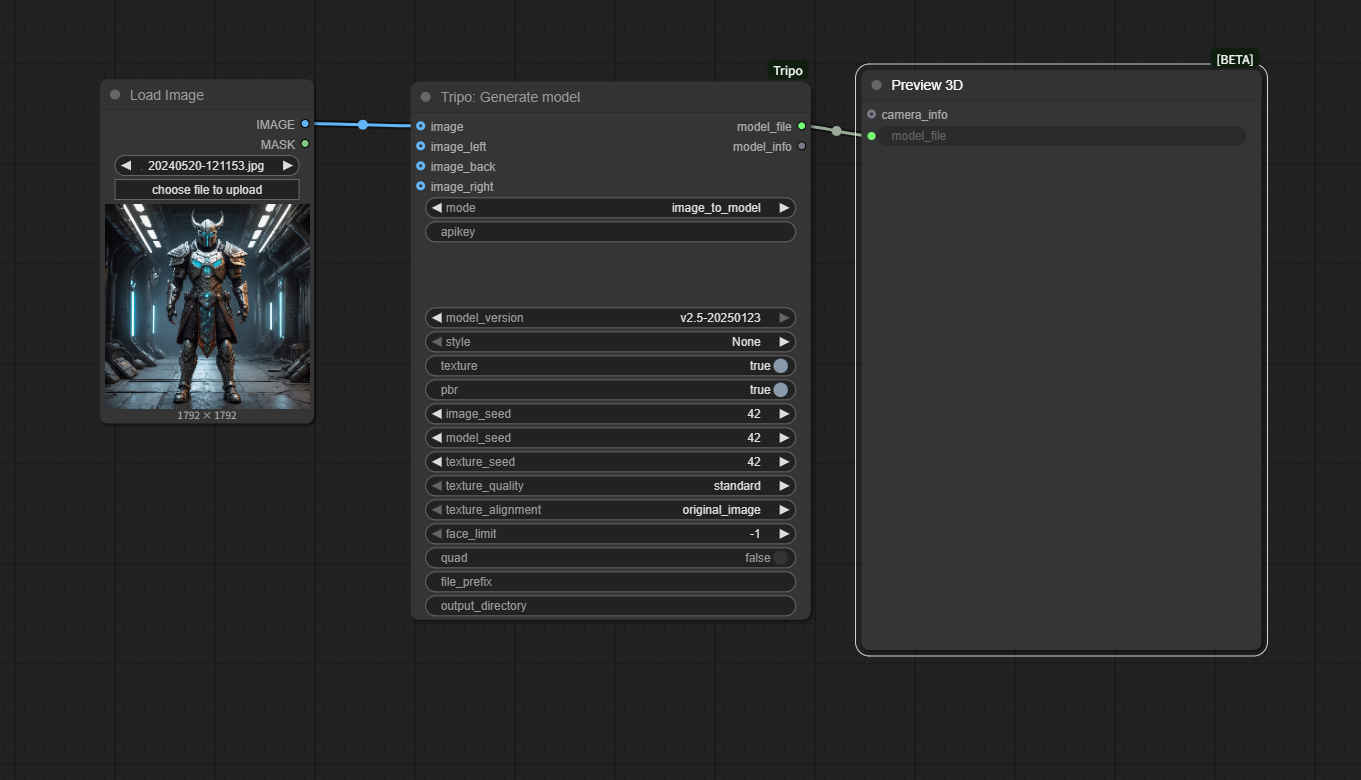 Load Image
IMAGE
MASK
20240520-121153.jpg
choose file to upload
1792 × 1792
Tripo
Tripo: Generate model
image
model_file
image_left
model_info
image_back
image_right
mode image_to_model
apikey
model_version v2.5-20250123
style None
texture true
pbr true
image_seed 42
model_seed 42
texture_seed 42
texture_quality standard
texture_alignment original_image
face_limit -1
quad false
file_prefix
output_directory
[BETA]
Preview 3D
camera_info
model_file